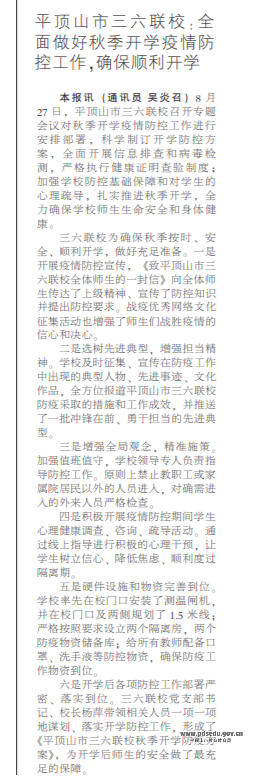 平顶山市三六联校:全
面做好秋季开学疫情防
控工作,确保顺利开学
本报讯(通讯员 吴炎召)8月
27日,平顶山市三六联校召开专题
会议对秋季开学疫情防控工作进行
安排部署,科学制订开学防控方
案,全面开展信息排查和病毒检
测,严格执行健康证明查验制度;
加强学校防控基础保障和对学生的
心理疏导,扎实推进秋季开学,全
力确保学校师生生命安全和身体健
康。
三六联校为确保秋季按时、安
全、顺利开学,做好充足准备。一是
开展疫情防控宣传,《致平顶山市三
六联校全体师生的一封信》向全体师
生传达了上级精神、宣传了防控知识
并提出防控要求。战疫优秀网络文化
征集活动也增强了师生们战胜疫情的
信心和决心。
二是选树先进典型,增强担当精
神。学校及时征集、宣传在防疫工作
中出现的典型人物、先进事迹、文化
作品,全方位报道平顶山市三六联校
防疫采取的措施和工作成效,并推送
了一批冲锋在前、勇于担当的先进典
型。
三是增强全局观念,精准施策。
加强值班值守,学校领导专人负责指
导防控工作。原则上禁止教职工或家
属院居民以外的人员进入,对确需进
入的外来人员严格检查。
四是积极开展疫情防控期间学生
心理健康调查、咨询、疏导活动。通
过线上指导进行积极的心理干预,让
学生树立信心、降低焦虑、顺利度过
隔离期。
五是硬件设施和物资完善到位。
学校率先在校门口安装了测温闸机,
并在校门口及两侧规划了1.5米线;
严格按照要求设立两个隔离房,两个
防疫物资储备库;给所有教师配备口
罩、洗手液等防控物资,确保防疫工
作物资到位。
六是开学后各项防控工作部署严
密、落实到位。三六联校党支部书
记、校长杨萍带领相关人员一项一项
地谋划、落实开学防控工作,形成了
《平顶山市三六联校秋季开学防控方
案》,为开学后师生的安全做了最充
足的保障。
www.pdsedu.gov.cn